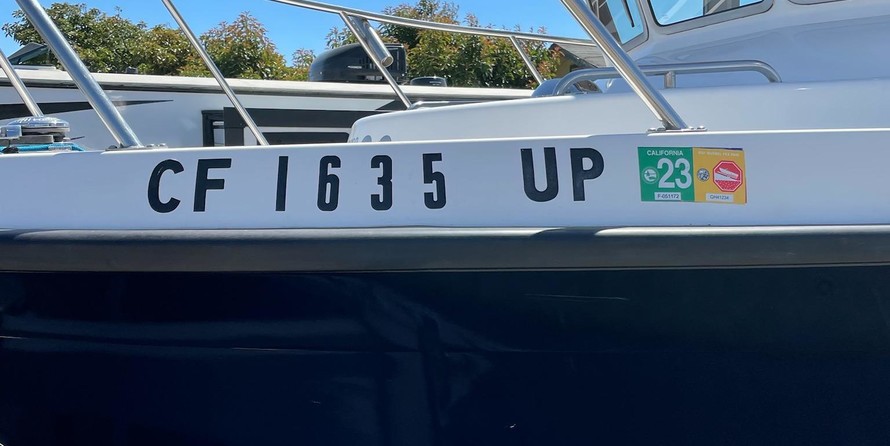 CF 1635 UP
CALIFORNIA
23